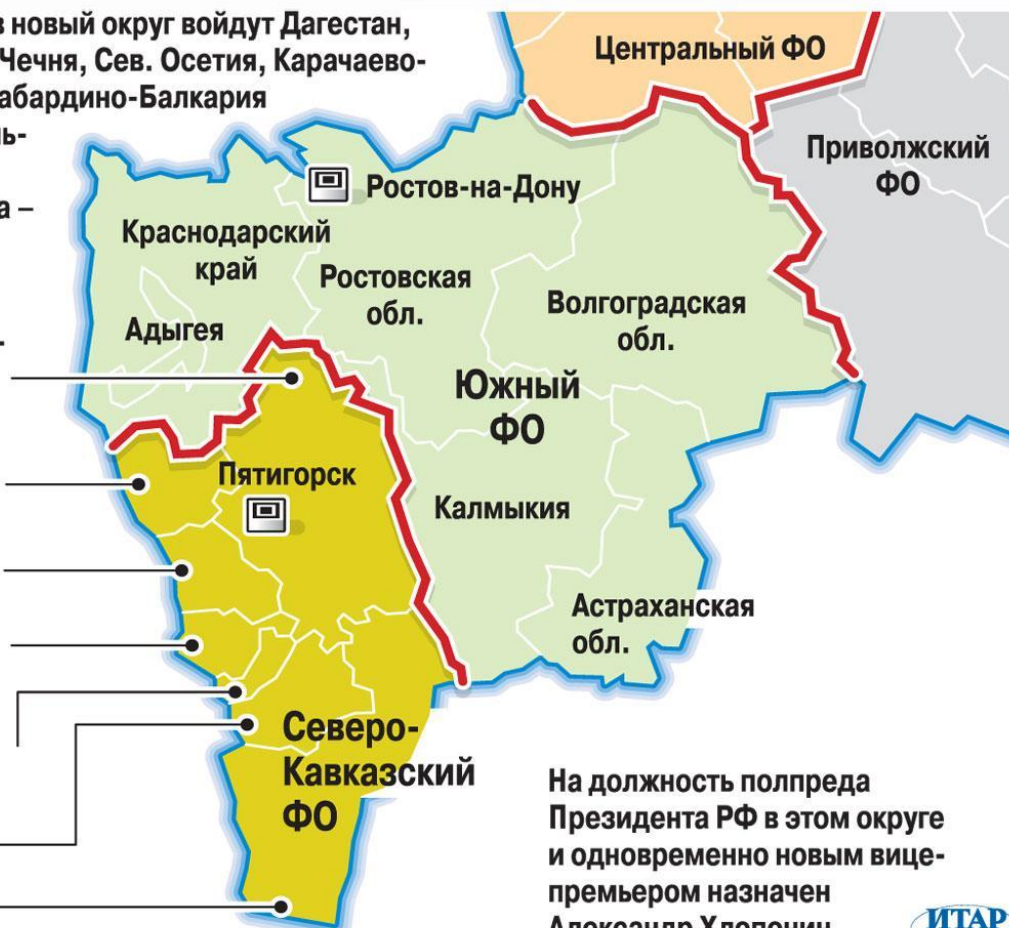 в новый округ войдут Дагестан,
Чечня, Сев. Осетия, Карачаево-
абардино-Балкария
ь-
а –
Центральный ФО
Приволжский
ФО
Ростов-на-Дону
Краснодарский
край
Ростовская
обл.
Волгоградская
обл.
Адыгея
Южный
ФО
Пятигорск
Калмыкия
Астраханская
обл.
Северо-
Кавказский
ФО
На должность полпреда
Президента РФ в этом округе
и одновременно новым вице-
премьером назначен
Александр Хлопонин
ИТАР